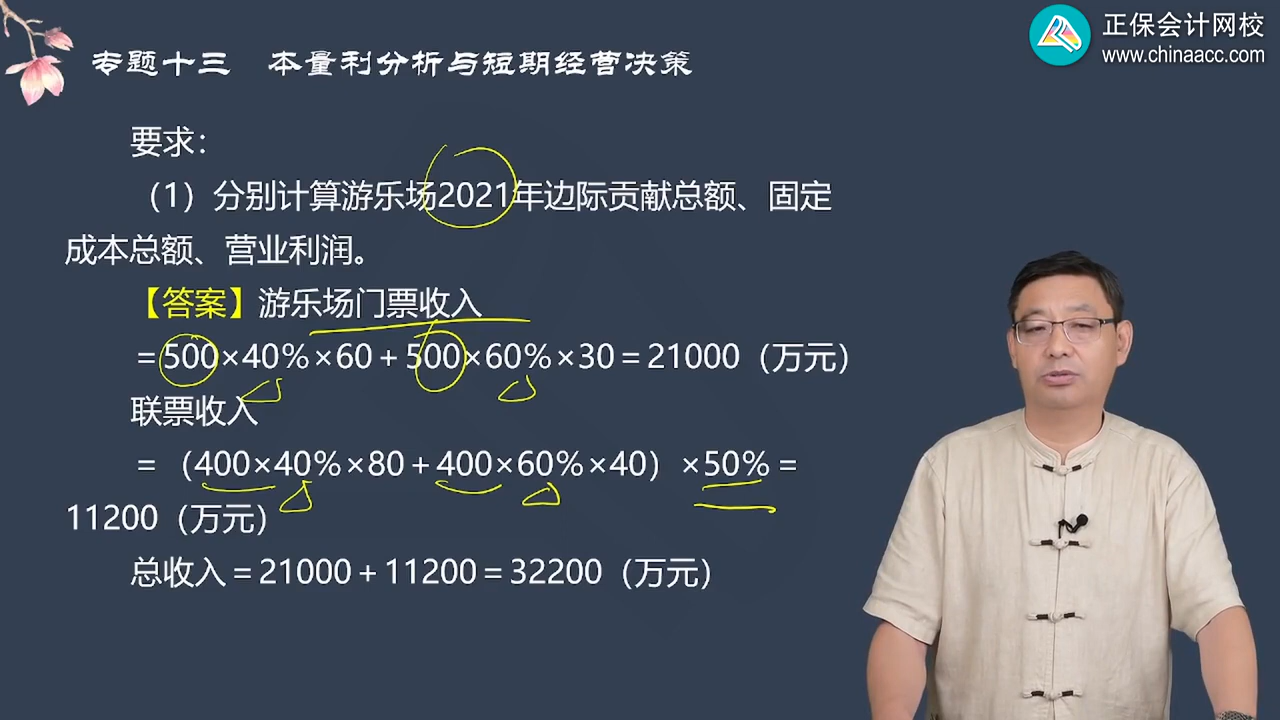 正保会计网校
www.chinaacc.com
专题十三 本量利分析与短期经营决策
要求：
（1）分别计算游乐场2021年边际贡献总额、固定
成本总额、营业利润。
【答案】游乐场门票收入
＝500×40%×60＋500×60%×30＝21000（万元）
联票收入
＝（400×40%×80＋400×60%×40）×50%＝
11200（万元）
总收入＝21000＋11200＝32200（万元）